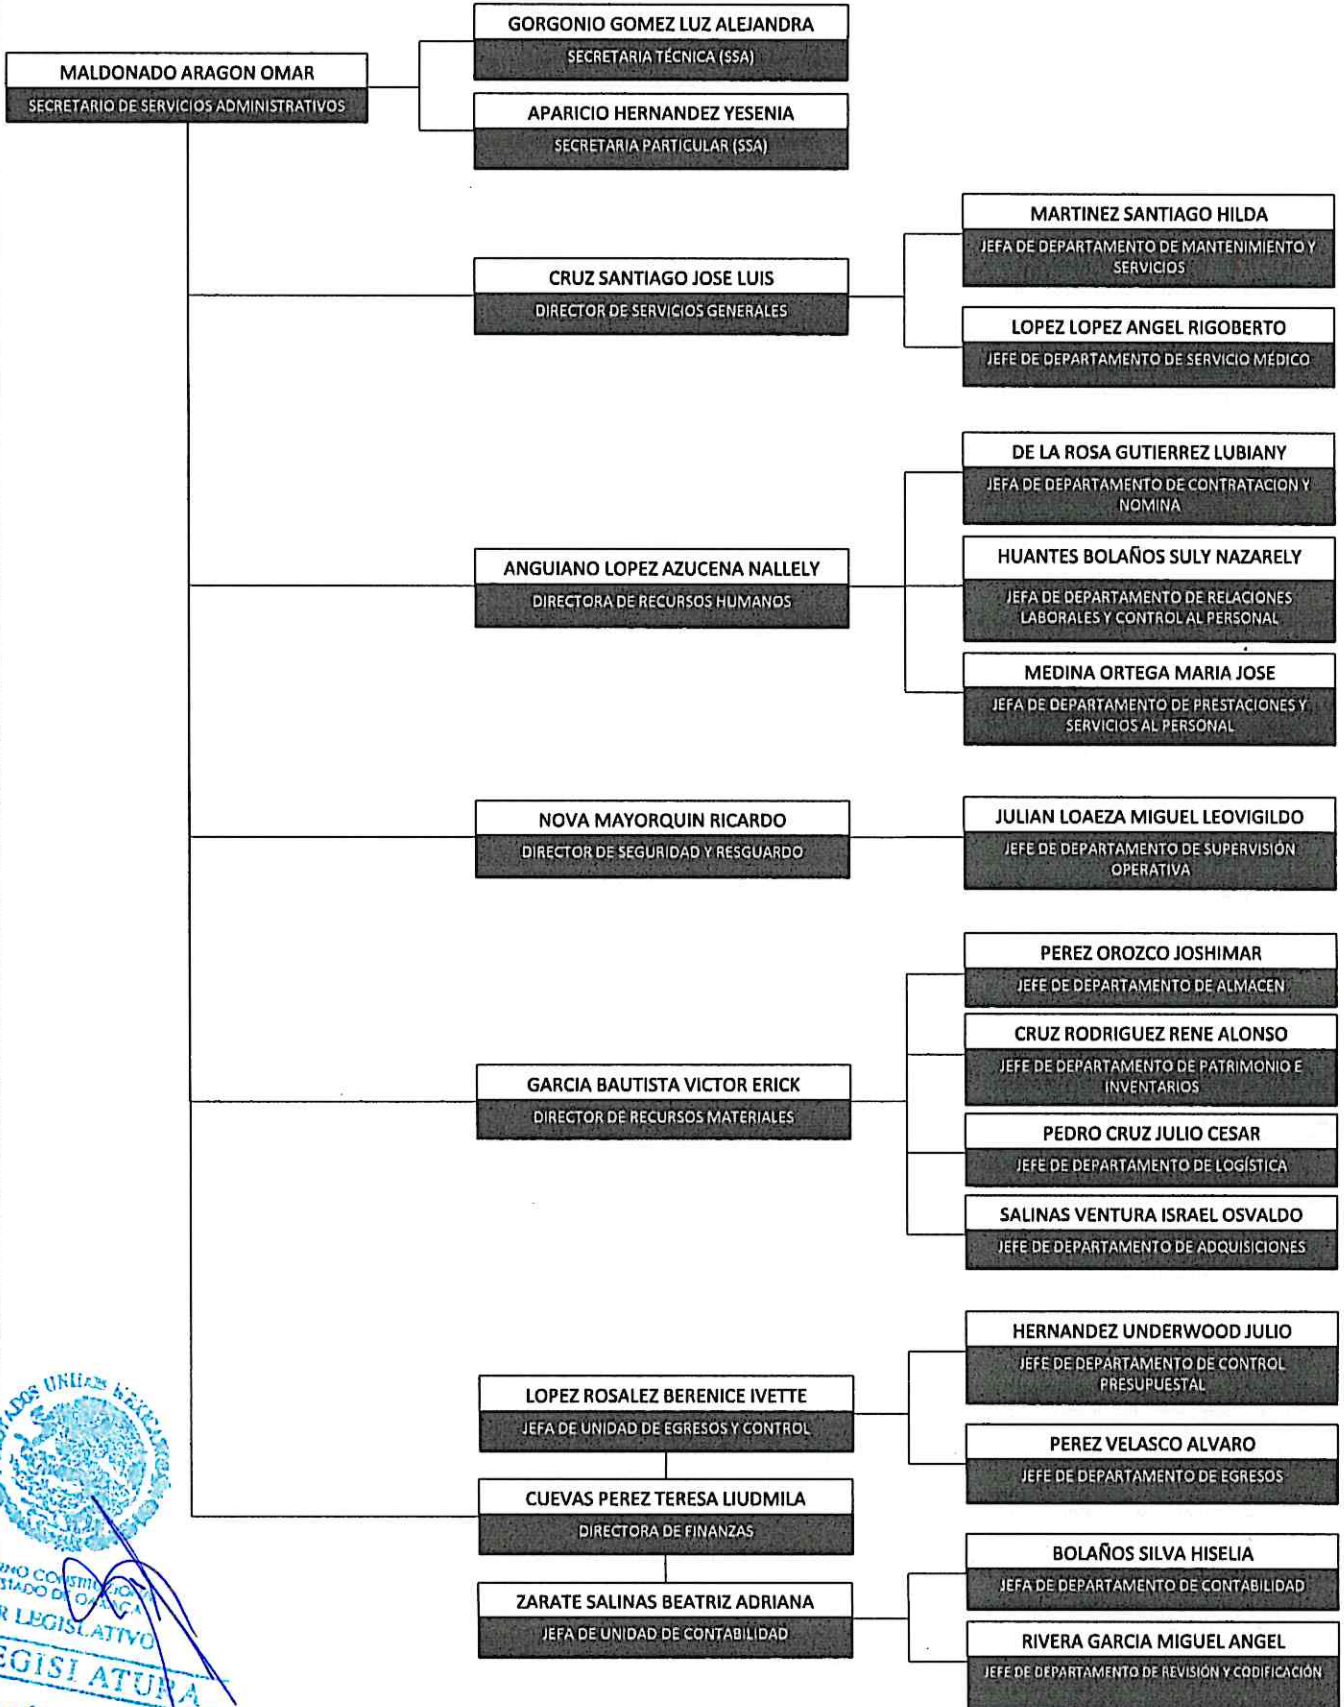 GORGONIO GOMEZ LUZ ALEJANDRA
SECRETARIA TÉCNICA (SSA)
MALDONADO ARAGON OMAR
SECRETARIO DE SERVICIOS ADMINISTRATIVOS
APARICIO HERNANDEZ YESENIA
SECRETARIA PARTICULAR (SSA)
MARTINEZ SANTIAGO HILDA
JEFA DE DEPARTAMENTO DE MANTENIMIENTO Y
SERVICIOS
CRUZ SANTIAGO JOSE LUIS
DIRECTOR DE SERVICIOS GENERALES
LOPEZ LOPEZ ANGEL RIGOBERTO
JEFE DE DEPARTAMENTO DE SERVICIO MÉDICO
DE LA ROSA GUTIERREZ LUBIANY
JEFA DE DEPARTAMENTO DE CONTRATACION Y
NOMINA
ANGUIANO LOPEZ AZUCENA NALLELY
DIRECTORA DE RECURSOS HUMANOS
HUANTES BOLAÑOS SULY NAZARELY
JEFA DE DEPARTAMENTO DE RELACIONES
LABORALES Y CONTROL AL PERSONAL
MEDINA ORTEGA MARIA JOSE
JEFA DE DEPARTAMENTO DE PRESTACIONES Y
SERVICIOS AL PERSONAL
NOVA MAYORQUIN RICARDO
DIRECTOR DE SEGURIDAD Y RESGUARDO
JULIAN LOAEZA MIGUEL LEOVIGILDO
JEFE DE DEPARTAMENTO DE SUPERVISIÓN
OPERATIVA
PEREZ OROZCO JOSHIMAR
JEFE DE DEPARTAMENTO DE ALMACEN
CRUZ RODRIGUEZ RENE ALONSO
JEFE DE DEPARTAMENTO DE PATRIMONIO E
INVENTARIOS
GARCIA BAUTISTA VICTOR ERICK
DIRECTOR DE RECURSOS MATERIALES
PEDRO CRUZ JULIO CESAR
JEFE DE DEPARTAMENTO DE LOGÍSTICA
SALINAS VENTURA ISRAEL OSVALDO
JEFE DE DEPARTAMENTO DE ADQUISICIONES
HERNANDEZ UNDERWOOD JULIO
JEFE DE DEPARTAMENTO DE CONTROL
PRESUPUESTAL
LOPEZ ROSALEZ BERENICE IVETTE
JEFA DE UNIDAD DE EGRESOS Y CONTROL
PEREZ VELASCO ALVARO
JEFE DE DEPARTAMENTO DE EGRESOS
CUEVAS PEREZ TERESA LIUDMILA
DIRECTORA DE FINANZAS
BOLAÑOS SILVA HISELIA
JEFA DE DEPARTAMENTO DE CONTABILIDAD
ZARATE SALINAS BEATRIZ ADRIANA
JEFA DE UNIDAD DE CONTABILIDAD
RIVERA GARCIA MIGUEL ANGEL
JEFE DE DEPARTAMENTO DE REVISIÓN Y CODIFICACIÓN
UNIDOS
DE OAXACA
LEGISLATIVO